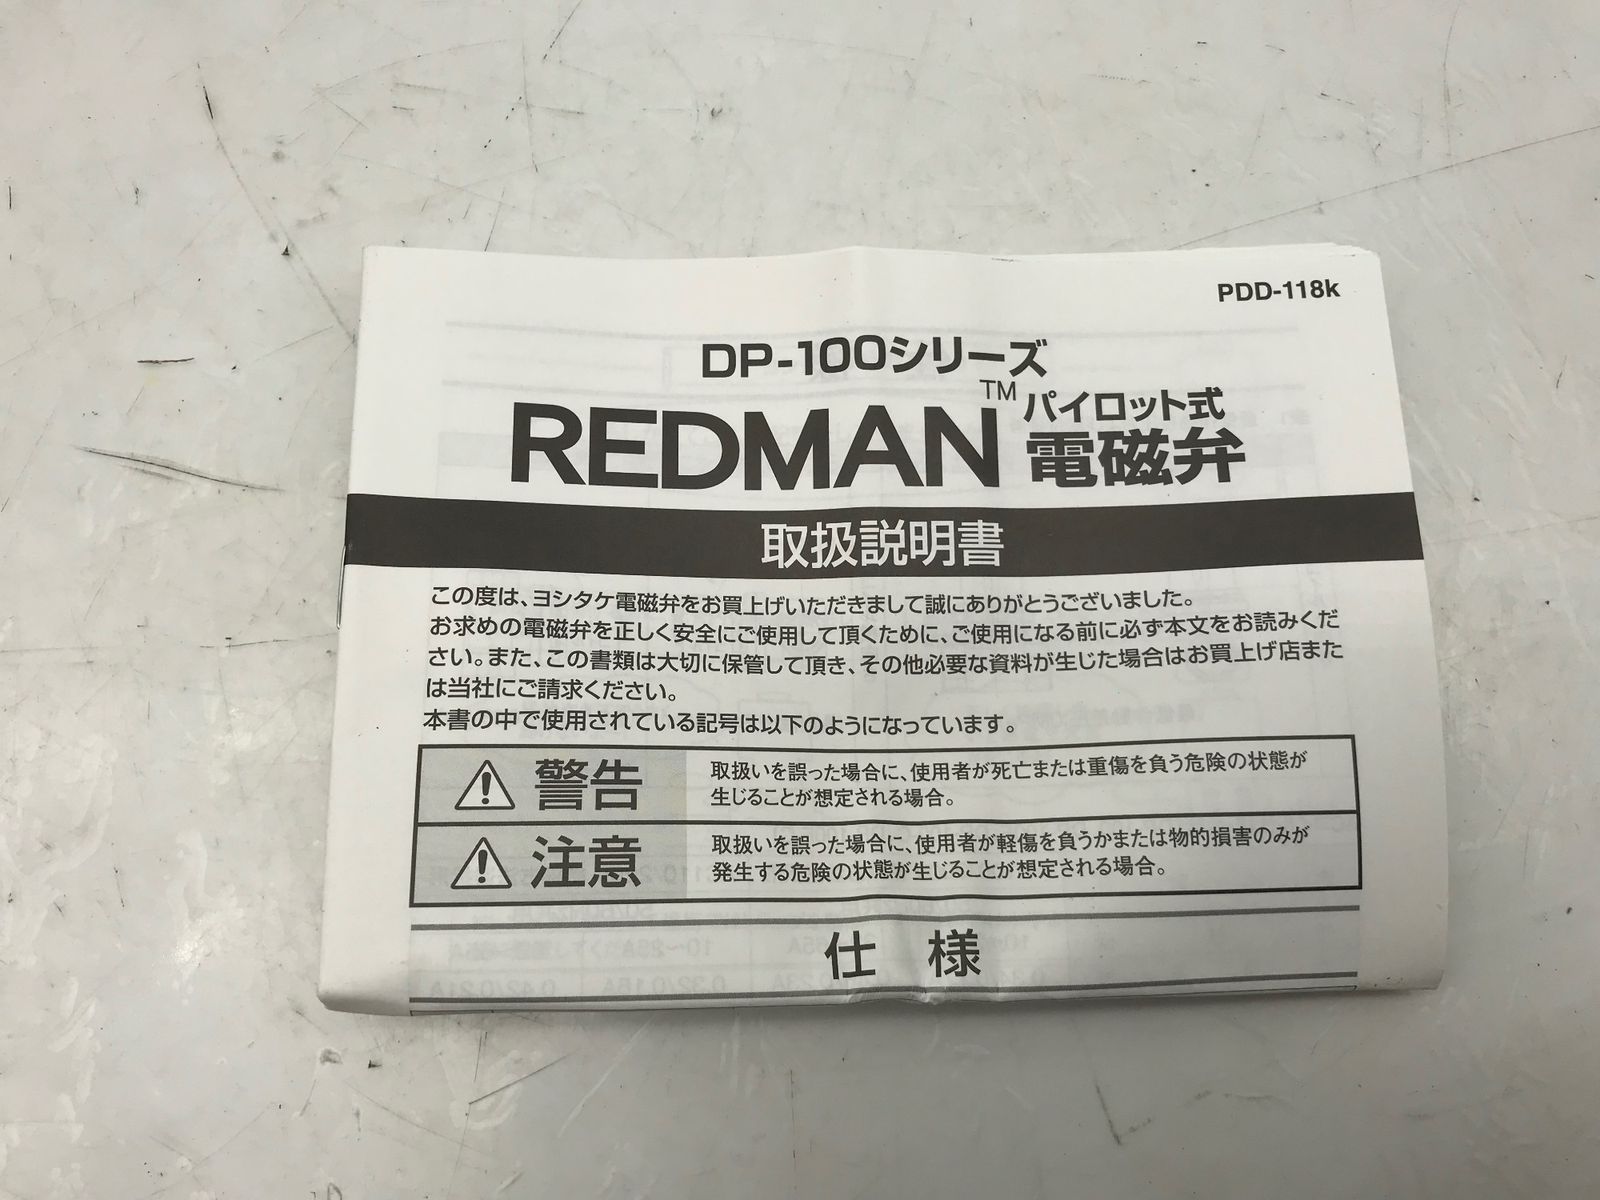 PDD-118k
DP-100シリーズ
REDMAN™ パイロット式
電磁弁
取扱説明書
この度は、ヨシタケ電磁弁をお買上げいただきまして誠にありがとうございました。
お求めの電磁弁を正しく安全にご使用して頂くために、ご使用になる前に必ず本文をお読みくだ
さい。また、この書類は大切に保管して頂き、その他必要な資料が生じた場合はお買上げ店また
は当社にご請求ください。
本書の中で使用されている記号は以下のようになっています。
警告
取扱いを誤った場合に、使用者が死亡または重傷を負う危険の状態が
生じることが想定される場合。
注意
取扱いを誤った場合に、使用者が軽傷を負うかまたは物的損害のみが
発生する危険の状態が生じることが想定される場合。
仕 様